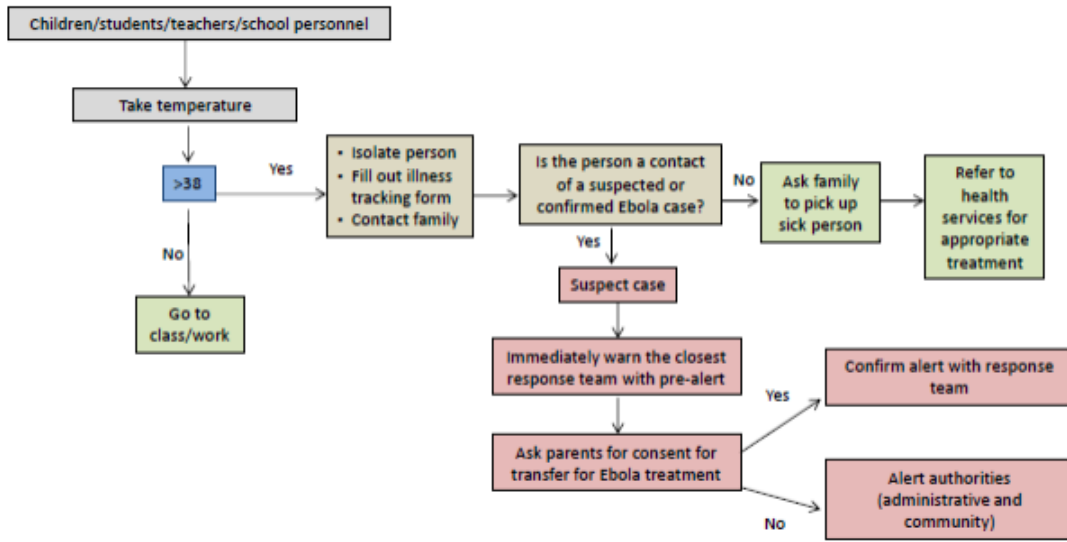 Children/students/teachers/school personnel
Take temperature
>38
Yes
No
Go to
class/work
• Isolate person
• Fill out illness
tracking form
• Contact family
Is the person a contact
of a suspected or
confirmed Ebola case?
No
Ask family
to pick up
sick person
Refer to
health
services for
appropriate
treatment
Yes
Suspect case
Immediately warn the closest
response team with pre-alert
Ask parents for consent for
transfer for Ebola treatment
Yes
Confirm alert with response
team
No
Alert authorities
(administrative and
community)